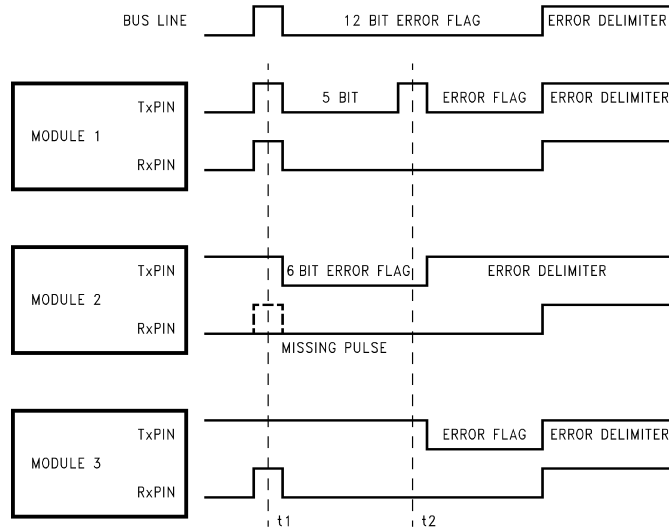 BUS LINE 12 BIT ERROR FLAG ERROR DELIMITER
TxPIN 5 BIT ERROR FLAG ERROR DELIMITER
MODULE 1
RxPIN
TxPIN 6 BIT ERROR FLAG ERROR DELIMITER
MODULE 2
RxPIN
MISSING PULSE
TxPIN ERROR FLAG ERROR DELIMITER
MODULE 3
RxPIN
t1 t2